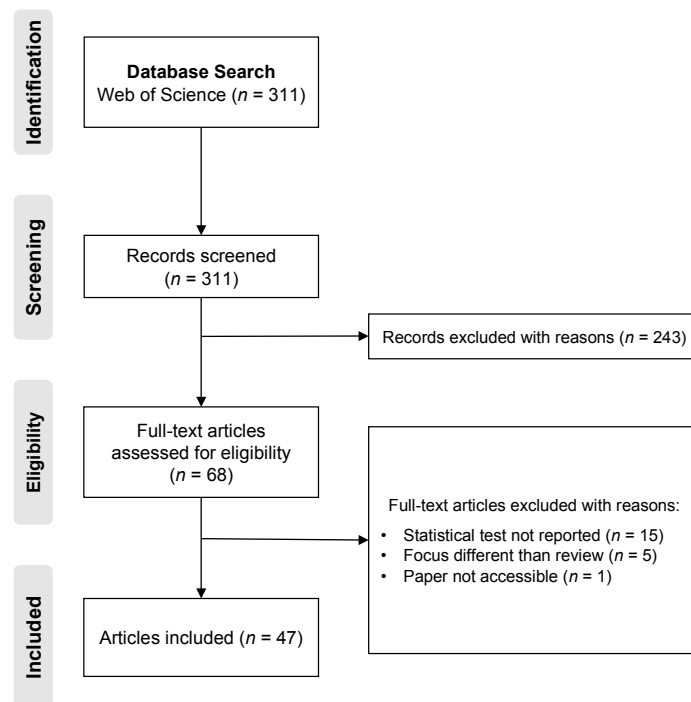 Identification
Database Search
Web of Science (n = 311)
Screening
Records screened
(n = 311)
Records excluded with reasons (n = 243)
Eligibility
Full-text articles
assessed for eligibility
(n = 68)
Full-text articles excluded with reasons:
• Statistical test not reported (n = 15)
• Focus different than review (n = 5)
• Paper not accessible (n = 1)
Included
Articles included (n = 47)